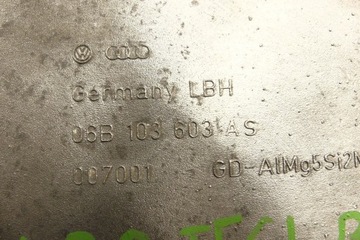 Germany LBH
06B 103 603 AS
007001 GD-AlMg5Si2M